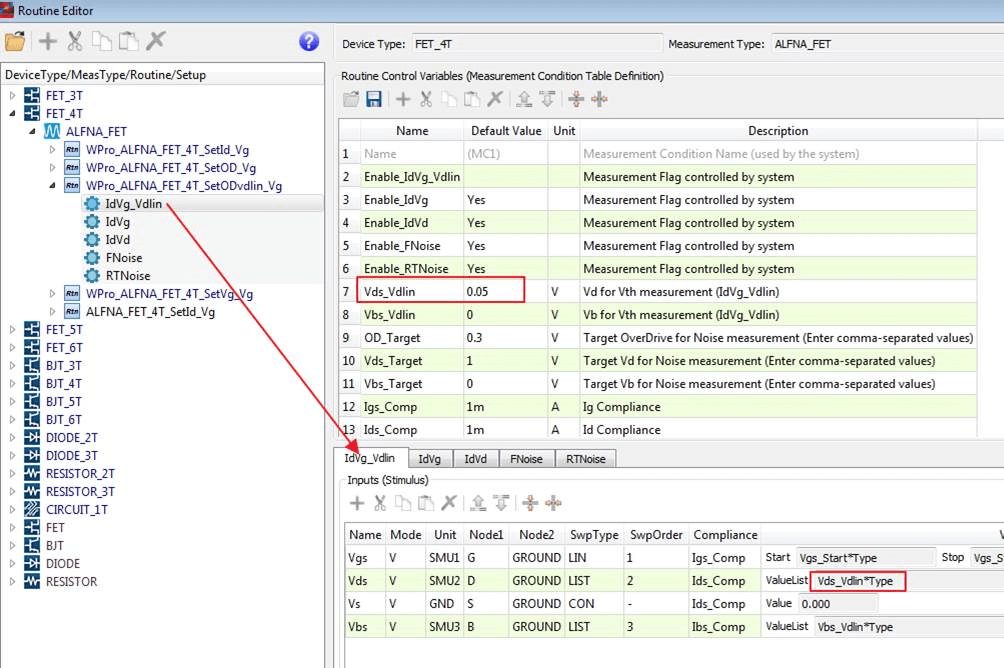 Routine Editor
DeviceType/MeasType/Routine/Setup
FET_3T
FET_4T
ALFNA_FET
Rtn WPro_ALFNA_FET_4T_SetId_Vg
Rtn WPro_ALFNA_FET_4T_SetOD_Vg
Rtn WPro_ALFNA_FET_4T_SetODvdlin_Vg
IdVg_Vdlin
IdVg
IdVd
FNoise
RTNoise
Rtn WPro_ALFNA_FET_4T_SetVg_Vg
Rtn ALFNA_FET_4T_SetId_Vg
FET_5T
FET_6T
BJT_3T
BJT_4T
BJT_5T
BJT_6T
DIODE_2T
DIODE_3T
RESISTOR_2T
RESISTOR_3T
CIRCUIT_1T
FET
BJT
DIODE
RESISTOR
Device Type: FET_4T Measurement Type: ALFNA_FET
Routine Control Variables (Measurement Condition Table Definition)
Name Default Value Unit Description
1 Name (MC1) Measurement Condition Name (used by the system)
2 Enable_IdVg_Vdlin Measurement Flag controlled by system
3 Enable_IdVg Yes Measurement Flag controlled by system
4 Enable_IdVd Yes Measurement Flag controlled by system
5 Enable_FNoise Yes Measurement Flag controlled by system
6 Enable_RTNoise Yes Measurement Flag controlled by system
7 Vds_Vdlin 0.05 V Vd for Vth measurement (IdVg_Vdlin)
8 Vbs_Vdlin 0 V Vb for Vth measurement (IdVg_Vdlin)
9 OD_Target 0.3 V Target OverDrive for Noise measurement (Enter comma-separated values)
10 Vds_Target 1 V Target Vd for Noise measurement (Enter comma-separated values)
11 Vbs_Target 0 V Target Vb for Noise measurement (Enter comma-separated values)
12 Igs_Comp 1m A Ig Compliance
13 Ids_Comp 1m A Id Compliance
IdVg_Vdlin IdVg IdVd FNoise RTNoise
Inputs (Stimulus)
Name Mode Unit Node1 Node2 SwpType SwpOrder Compliance V
Vgs V SMU1 G GROUND LIN 1 Igs_Comp Start Vgs_Start*Type Stop Vgs_S
Vds V SMU2 D GROUND LIST 2 Ids_Comp ValueList Vds_Vdlin*Type
Vs V GND S GROUND CON - Ids_Comp Value 0.000
Vbs V SMU3 B GROUND LIST 3 Ibs_Comp ValueList Vbs_Vdlin*Type